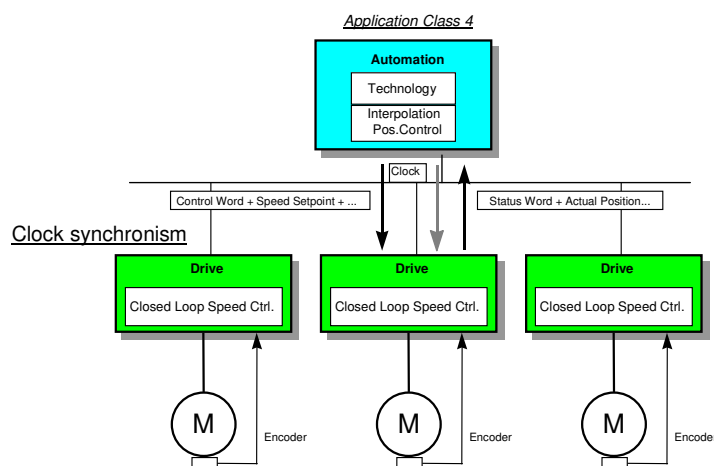 Application Class 4
Automation
Technology
Interpolation
Pos.Control
Clock
Control Word + Speed Setpoint + ...
Status Word + Actual Position...
Clock synchronism
Drive
Drive
Drive
Closed Loop Speed Ctrl.
Closed Loop Speed Ctrl.
Closed Loop Speed Ctrl.
M
M
M
Encoder
Encoder
Encoder